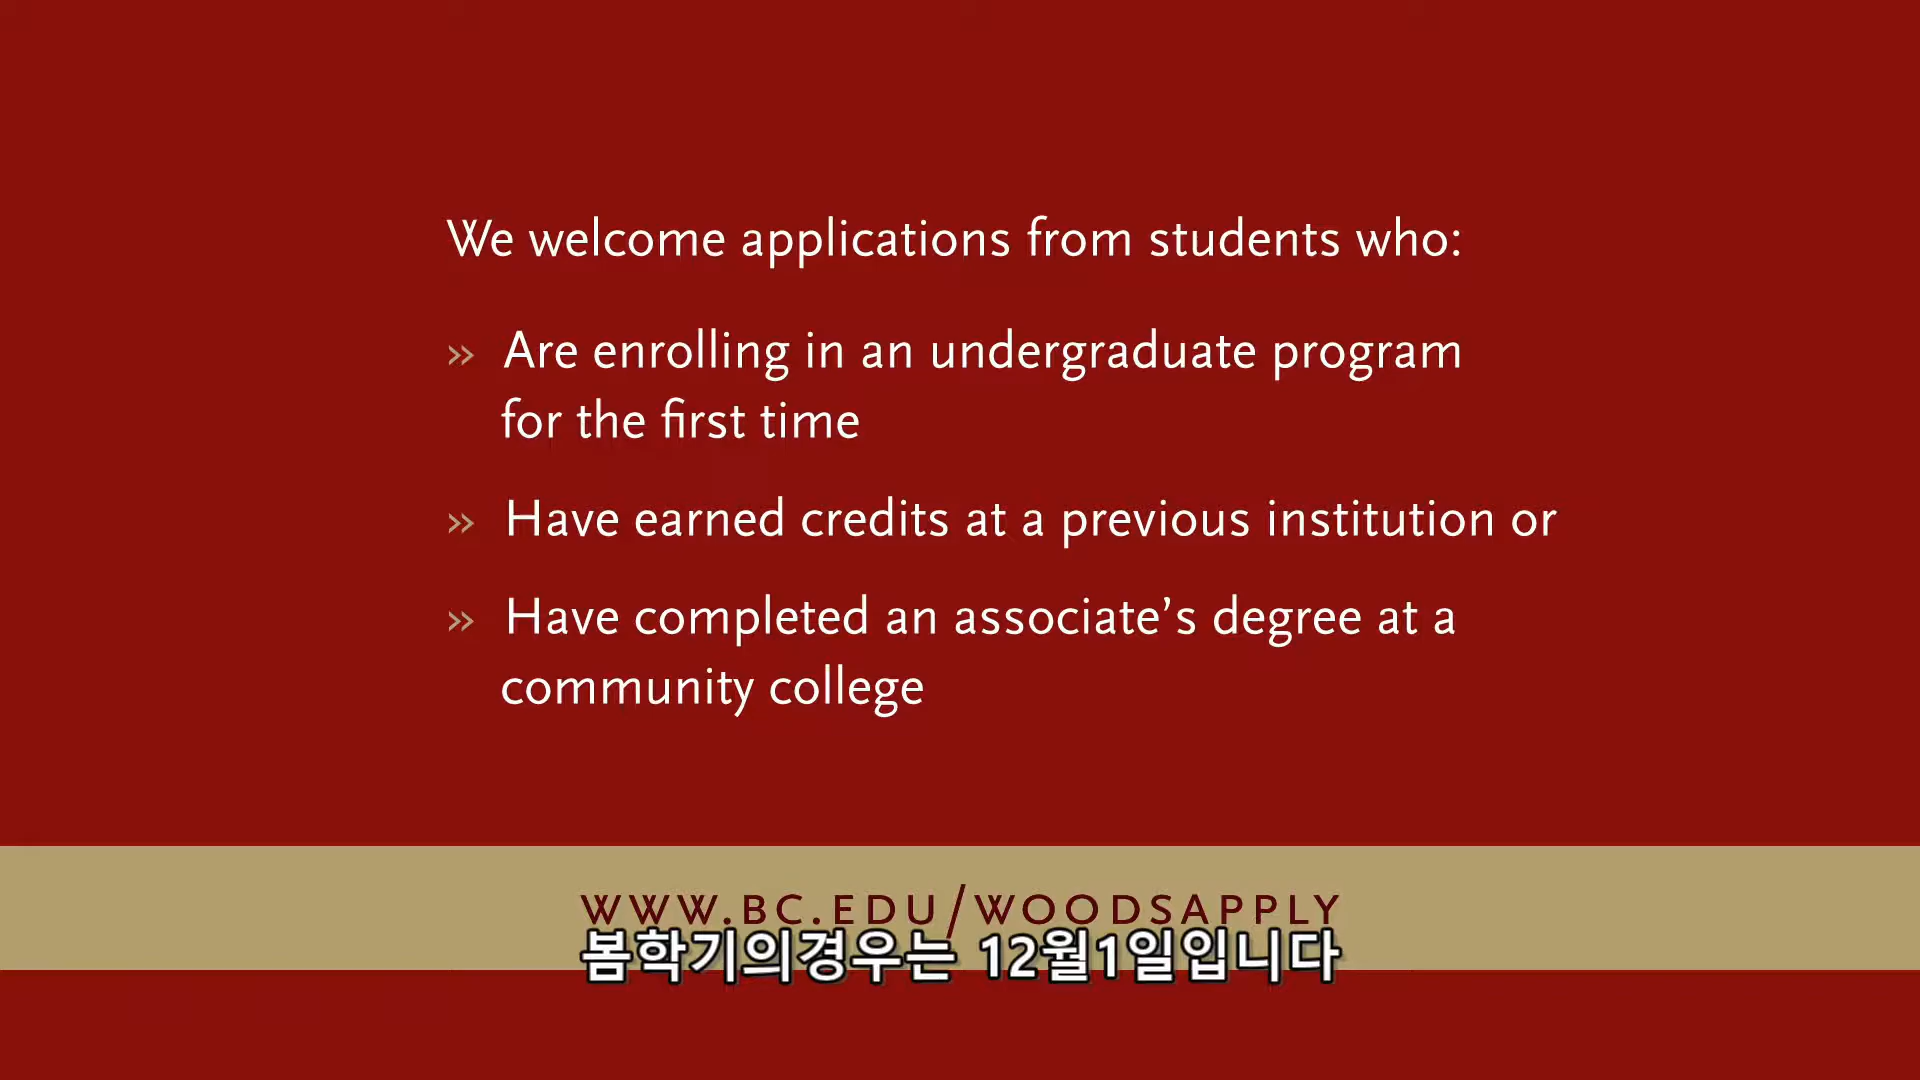 We welcome applications from students who:
» Are enrolling in an undergraduate program
for the first time
» Have earned credits at a previous institution or
» Have completed an associate’s degree at a
community college
WWW.BC.EDU/WOODSAPPLY
봄학기의경우는 12월1일입니다